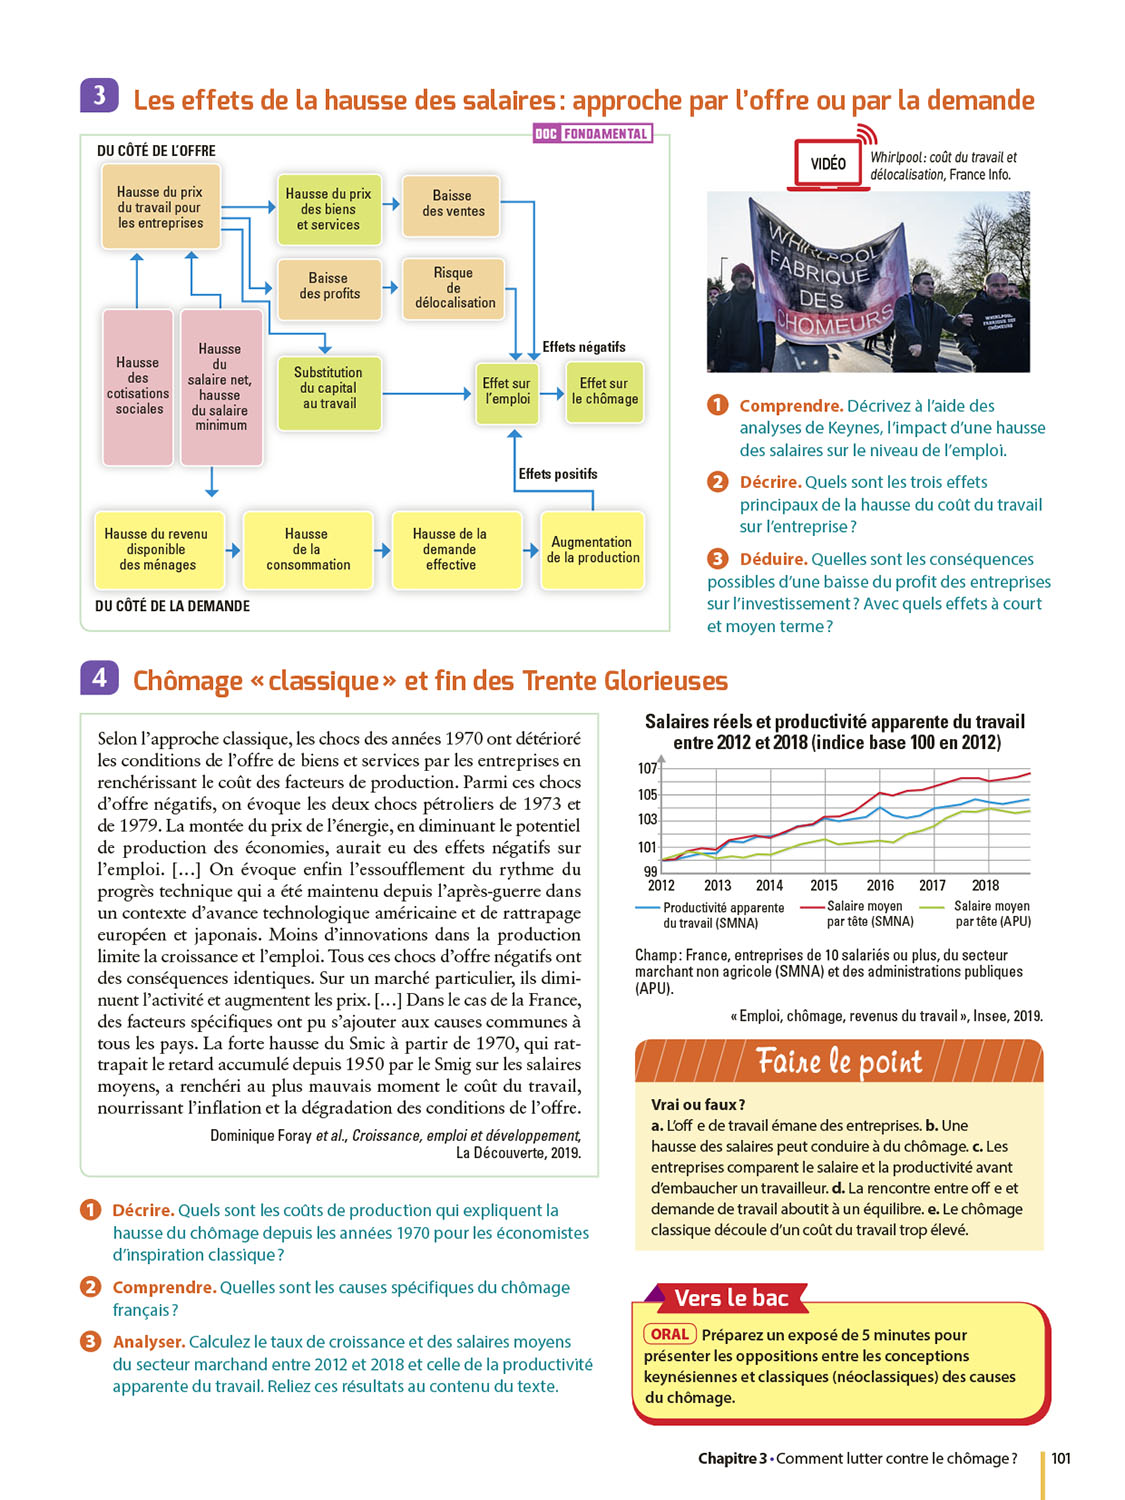 3 Les effets de la hausse des salaires : approche par l’offre ou par la demande
DOC FONDAMENTAL
DU CÔTÉ DE L’OFFRE
Hausse du prix
du travail pour
les entreprises
Hausse du prix
des biens
et services
Baisse
des ventes
Baisse
des profits
Risque
de
délocalisation
Hausse
des
cotisations
sociales
Hausse
du
salaire net,
hausse
du salaire
minimum
Substitution
du capital
au travail
Effets négatifs
Effet sur
l’emploi
Effet sur
le chômage
Effets positifs
Hausse du revenu
disponible
des ménages
Hausse
de la
consommation
Hausse de la
demande
effective
Augmentation
de la production
DU CÔTÉ DE LA DEMANDE
VIDÉO
Whirlpool : coût du travail et
délocalisation, France Info.
WHIRLPOOL
FABRIQUE
DES
CHOMEURS
WHIRLPOOL
FABRIQUE DES
CHÔMEURS
1 Comprendre. Décrivez à l’aide des
analyses de Keynes, l’impact d’une hausse
des salaires sur le niveau de l’emploi.
2 Décrire. Quels sont les trois effets
principaux de la hausse du coût du travail
sur l’entreprise ?
3 Déduire. Quelles sont les conséquences
possibles d’une baisse du profit des entreprises
sur l’investissement ? Avec quels effets à court
et moyen terme ?
4 Chômage « classique » et fin des Trente Glorieuses
Selon l’approche classique, les chocs des années 1970 ont détérioré
les conditions de l’offre de biens et services par les entreprises en
renchérissant le coût des facteurs de production. Parmi ces chocs
d’offre négatifs, on évoque les deux chocs pétroliers de 1973 et
de 1979. La montée du prix de l’énergie, en diminuant le potentiel
de production des économies, aurait eu des effets négatifs sur
l’emploi. […] On évoque enfin l’essoufflement du rythme du
progrès technique qui a été maintenu depuis l’après-guerre dans
un contexte d’avance technologique américaine et de rattrapage
européen et japonais. Moins d’innovations dans la production
limite la croissance et l’emploi. Tous ces chocs d’offre négatifs ont
des conséquences identiques. Sur un marché particulier, ils dimi-
nuent l’activité et augmentent les prix. […] Dans le cas de la France,
des facteurs spécifiques ont pu s’ajouter aux causes communes à
tous les pays. La forte hausse du Smic à partir de 1970, qui rat-
trapait le retard accumulé depuis 1950 par le Smig sur les salaires
moyens, a renchéri au plus mauvais moment le coût du travail,
nourrissant l’inflation et la dégradation des conditions de l’offre.
Dominique Foray et al., Croissance, emploi et développement,
La Découverte, 2019.
1 Décrire. Quels sont les coûts de production qui expliquent la
hausse du chômage depuis les années 1970 pour les économistes
d’inspiration classique ?
2 Comprendre. Quelles sont les causes spécifiques du chômage
français ?
3 Analyser. Calculez le taux de croissance et des salaires moyens
du secteur marchand entre 2012 et 2018 et celle de la productivité
apparente du travail. Reliez ces résultats au contenu du texte.
Salaires réels et productivité apparente du travail
entre 2012 et 2018 (indice base 100 en 2012)
107
105
103
101
99
2012 2013 2014 2015 2016 2017 2018
Productivité apparente
du travail (SMNA)
Salaire moyen
par tête (SMNA)
Salaire moyen
par tête (APU)
Champ : France, entreprises de 10 salariés ou plus, du secteur
marchant non agricole (SMNA) et des administrations publiques
(APU).
« Emploi, chômage, revenus du travail », Insee, 2019.
Faire le point
Vrai ou faux ?
a. L’off e de travail émane des entreprises. b. Une
hausse des salaires peut conduire à du chômage. c. Les
entreprises comparent le salaire et la productivité avant
d’embaucher un travailleur. d. La rencontre entre off e et
demande de travail aboutit à un équilibre. e. Le chômage
classique découle d’un coût du travail trop élevé.
Vers le bac
ORAL Préparez un exposé de 5 minutes pour
présenter les oppositions entre les conceptions
keynésiennes et classiques (néoclassiques) des causes
du chômage.
Chapitre 3 • Comment lutter contre le chômage ? 101